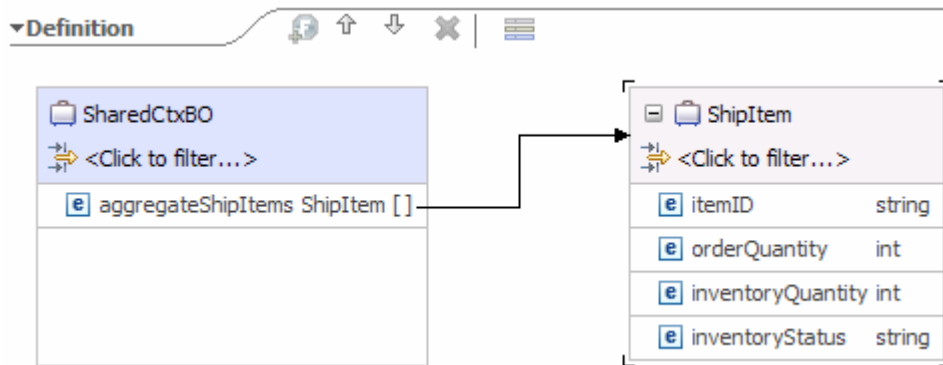 Definition
SharedCtxBO
<Click to filter...>
e aggregateShipItems ShipItem []
ShipItem
<Click to filter...>
e itemID string
e orderQuantity int
e inventoryQuantity int
e inventoryStatus string